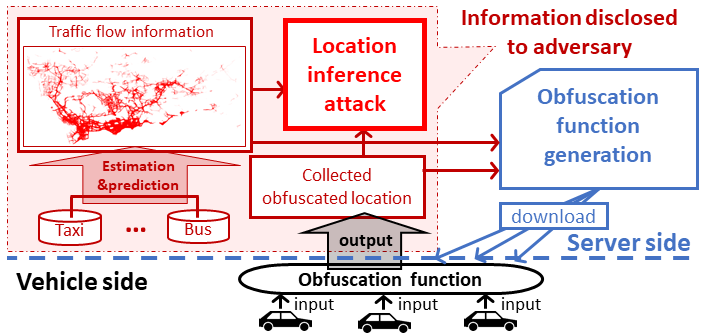 Traffic flow information
Location
inference
attack
Information disclosed
to adversary
Obfuscation
function
generation
Estimation
&prediction
Collected
obfuscated location
Taxi
...
Bus
download
output
Server side
Vehicle side
Obfuscation function
input
input
input